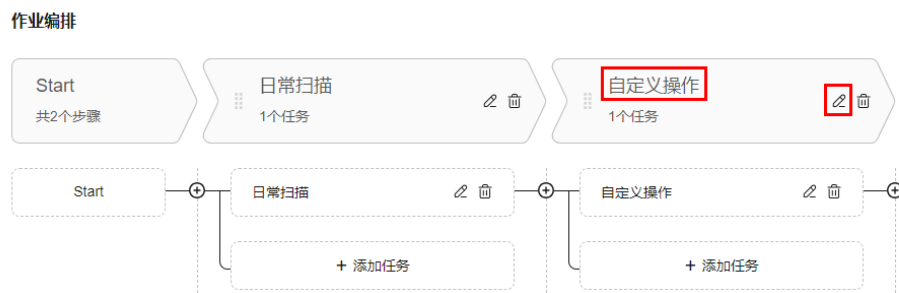 作业编排
Start
共2个步骤
日常扫描
1个任务
自定义操作
1个任务
Start
日常扫描
自定义操作
+ 添加任务
+ 添加任务